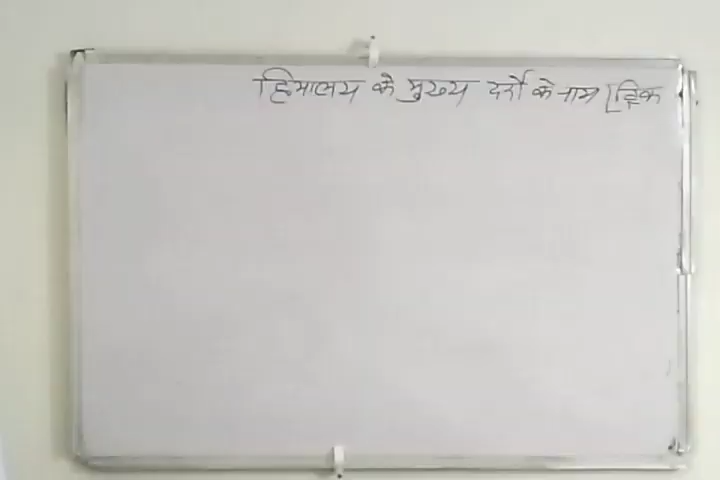 हिमालय के मुख्य दर्रों के नाम [ट्रिक